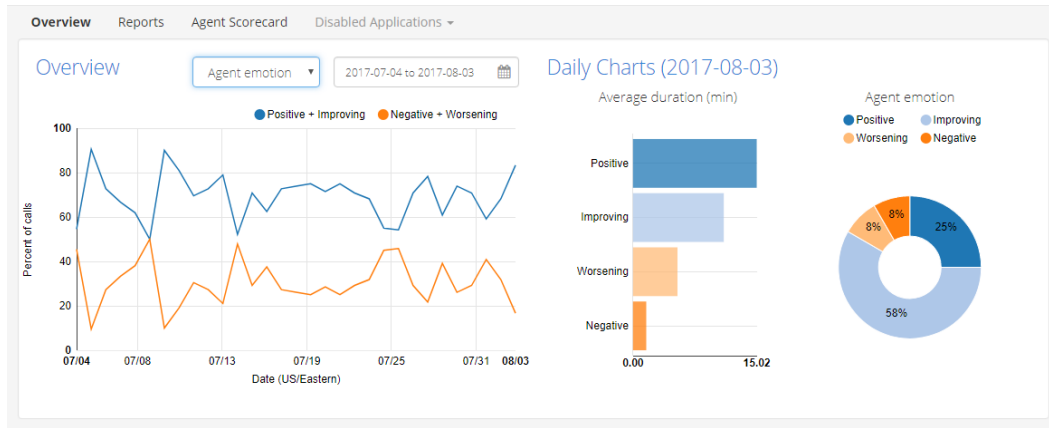 Overview Reports Agent Scorecard Disabled Applications
Overview
Agent emotion
2017-07-04 to 2017-08-03
Positive + Improving Negative + Worsening
Percent of calls
100
80
60
40
20
0
07/04 07/08 07/13 07/19 07/25 07/31 08/03
Date (US/Eastern)
Daily Charts (2017-08-03)
Average duration (min)
Positive
Improving
Worsening
Negative
0.00 15.02
Agent emotion
Positive Improving
Worsening Negative
8% 8% 25%
58%